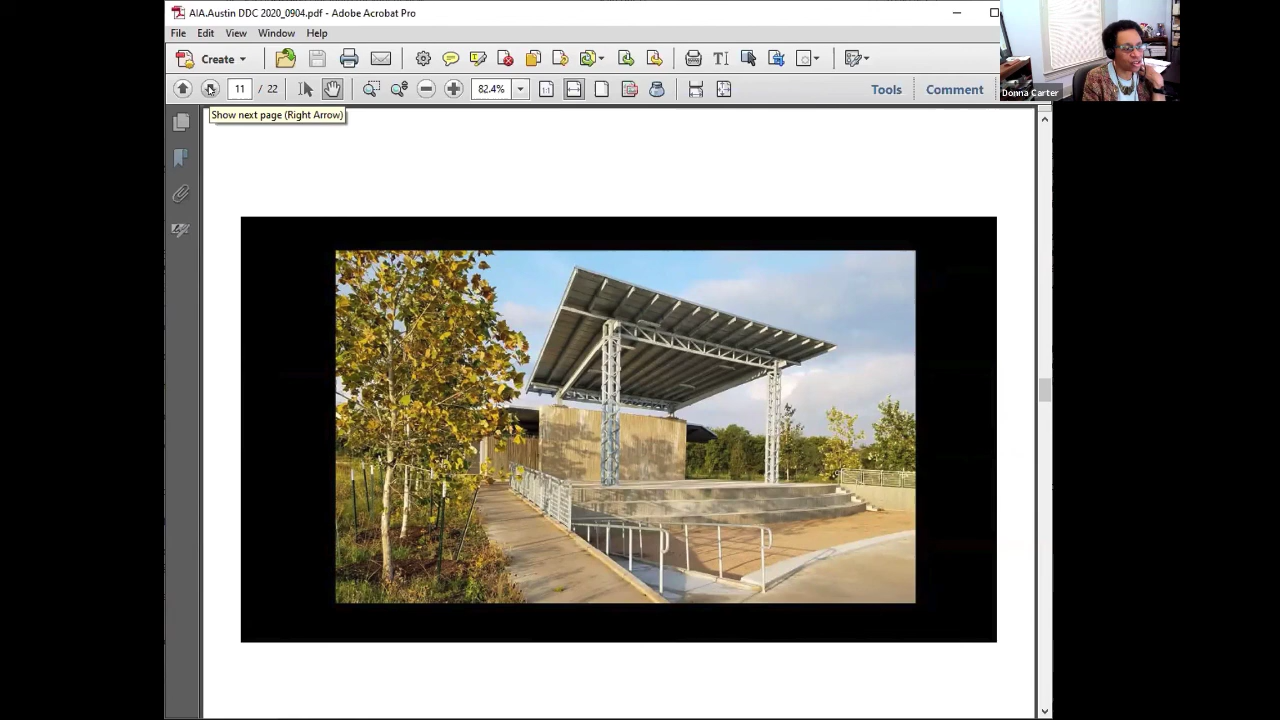 AIA.Austin DDC 2020_0904.pdf - Adobe Acrobat Pro
File Edit View Window Help
Create
11 / 22 82.4% Tools Comment
Show next page (Right Arrow)
Donna Carter